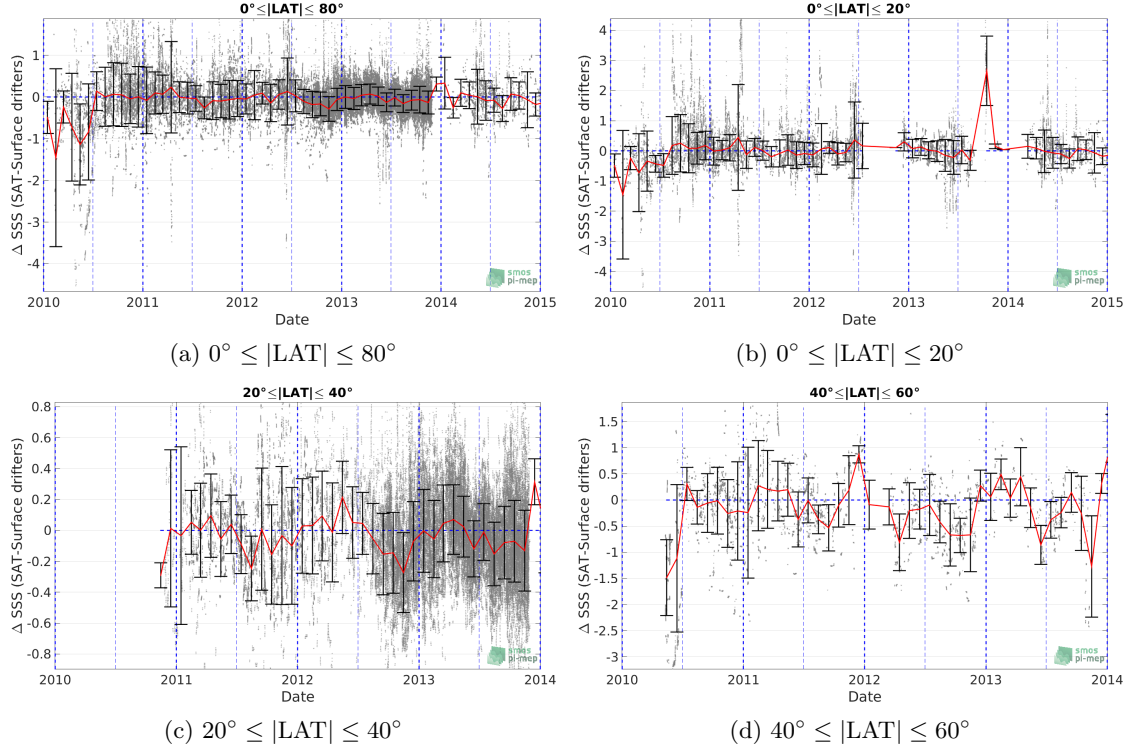 0°≤|LAT|≤ 80°
Δ SSS (SAT-Surface drifters)
1
0
-1
-2
-3
-4
2010 2011 2012 2013 2014 2015
Date
smos
pi-mep
(a) 0° ≤ |LAT| ≤ 80°
0°≤|LAT|≤ 20°
Δ SSS (SAT-Surface drifters)
4
3
2
1
0
-1
-2
-3
-4
2010 2011 2012 2013 2014 2015
Date
smos
pi-mep
(b) 0° ≤ |LAT| ≤ 20°
20°≤|LAT|≤ 40°
Δ SSS (SAT-Surface drifters)
0.8
0.6
0.4
0.2
0
-0.2
-0.4
-0.6
-0.8
2010 2011 2012 2013 2014
Date
smos
pi-mep
(c) 20° ≤ |LAT| ≤ 40°
40°≤|LAT|≤ 60°
Δ SSS (SAT-Surface drifters)
1.5
1
0.5
0
-0.5
-1
-1.5
-2
-2.5
-3
2010 2011 2012 2013 2014
Date
smos
pi-mep
(d) 40° ≤ |LAT| ≤ 60°